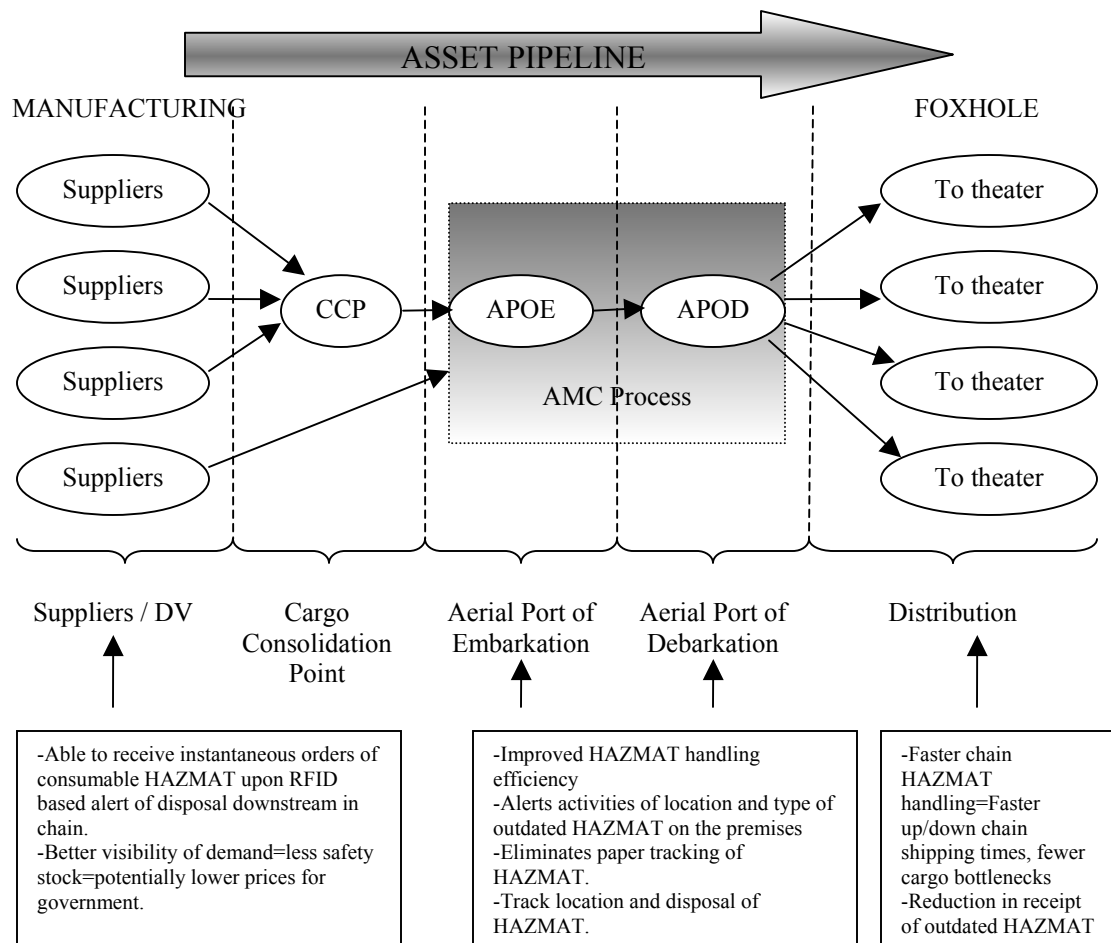 ASSET PIPELINE
MANUFACTURING
FOXHOLE
Suppliers
To theater
Suppliers
To theater
CCP
APOE
APOD
Suppliers
To theater
AMC Process
Suppliers
To theater
Suppliers / DV
Cargo
Consolidation
Point
Aerial Port of
Embarkation
Aerial Port of
Debarkation
Distribution
-Able to receive instantaneous orders of
consumable HAZMAT upon RFID
based alert of disposal downstream in
chain.
-Better visibility of demand=less safety
stock=potentially lower prices for
government.
-Improved HAZMAT handling
efficiency
-Alerts activities of location and type of
outdated HAZMAT on the premises
-Eliminates paper tracking of
HAZMAT.
-Track location and disposal of
HAZMAT.
-Faster chain
HAZMAT
handling=Faster
up/down chain
shipping times, fewer
cargo bottlenecks
-Reduction in receipt
of outdated HAZMAT